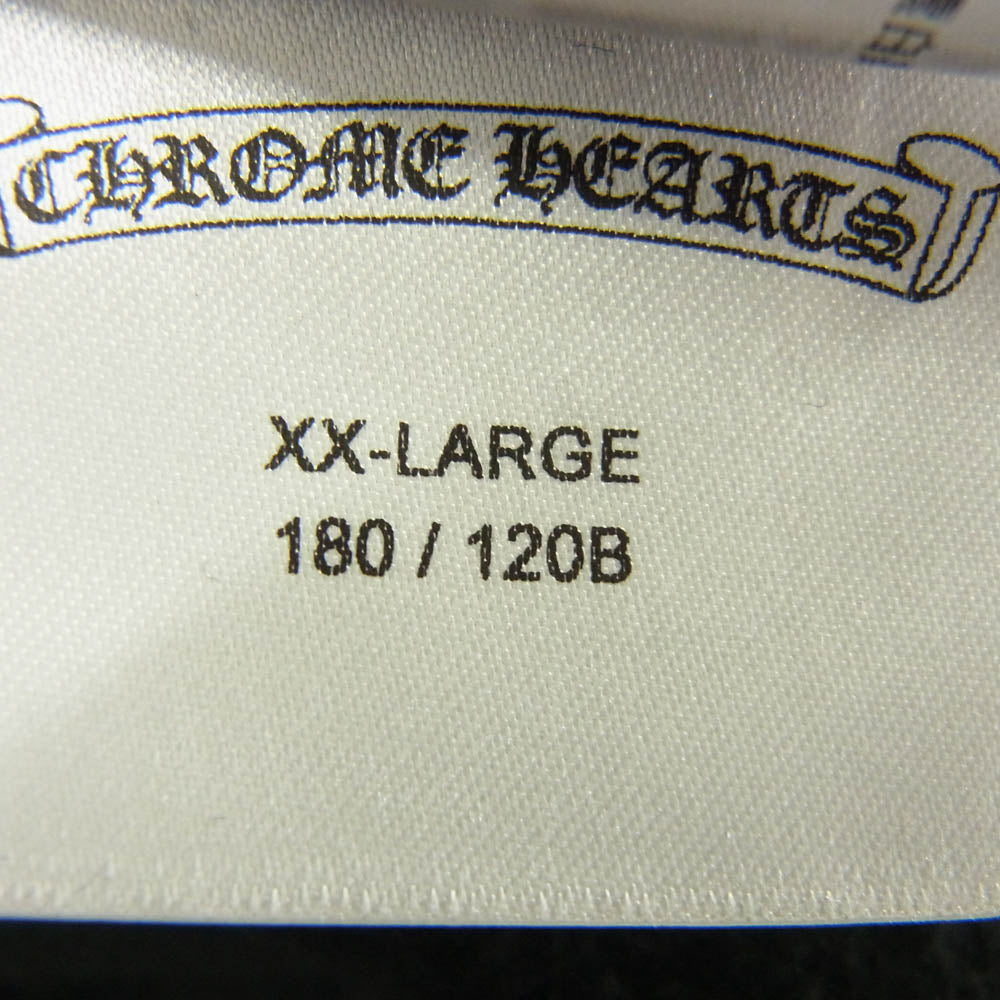 CHROME HEARTS
XX-LARGE
180 / 120B